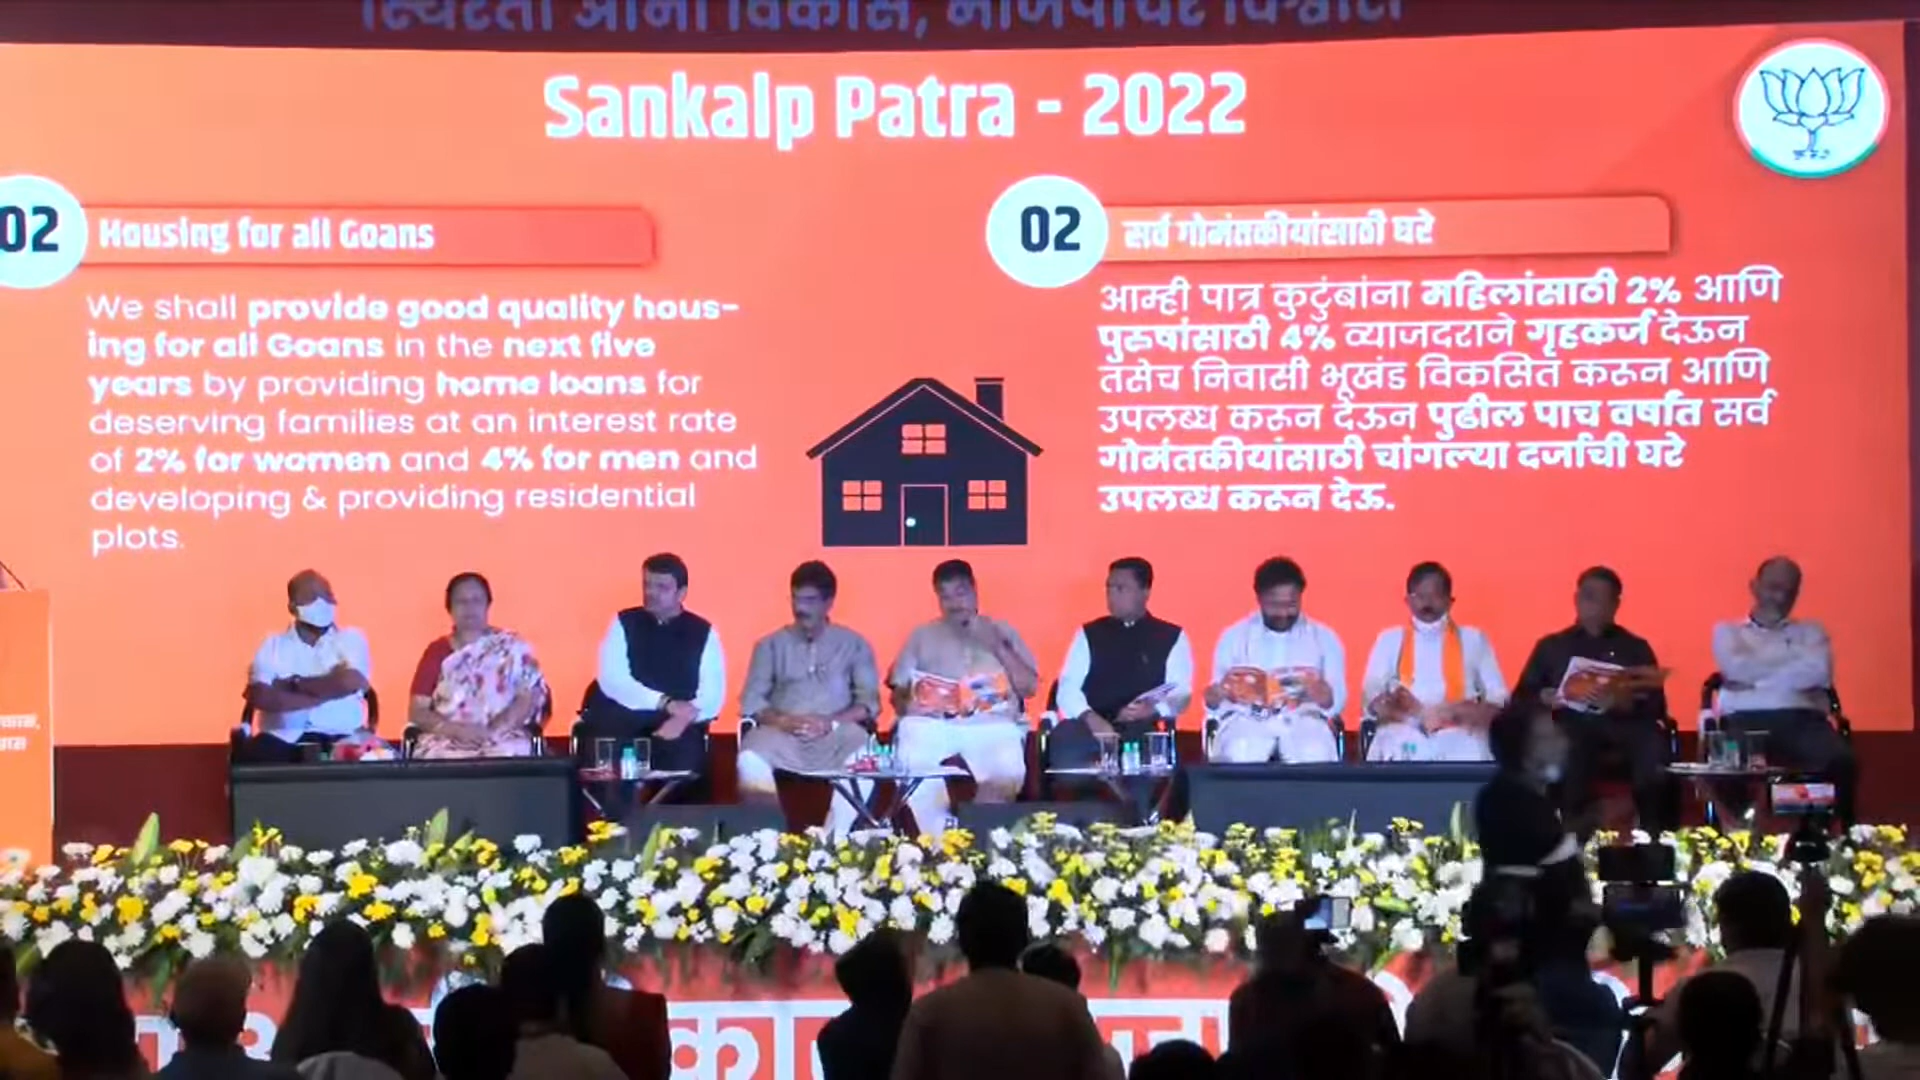 स्थिरता आनी विकास,
Sankalp Patra - 2022
02
Housing for all Goans
We shall provide good quality hous-
ing for all Goans in the next five
years by providing home loans for
deserving families at an interest rate
of 2% for women and 4% for men and
developing & providing residential
plots.
02
सर्व गोमंतकीयांसाठी घरे
आम्ही पात्र कुटुंबांना महिलांसाठी 2% आणि
पुरुषांसाठी 4% व्याजदराने गृहकर्ज देऊन
तसेच निवासी भूखंड विकसित करून आणि
उपलब्ध करून देऊन पुढील पाच वर्षांत सर्व
गोमंतकीयांसाठी चांगल्या दर्जाची घरे
उपलब्ध करून देऊ.